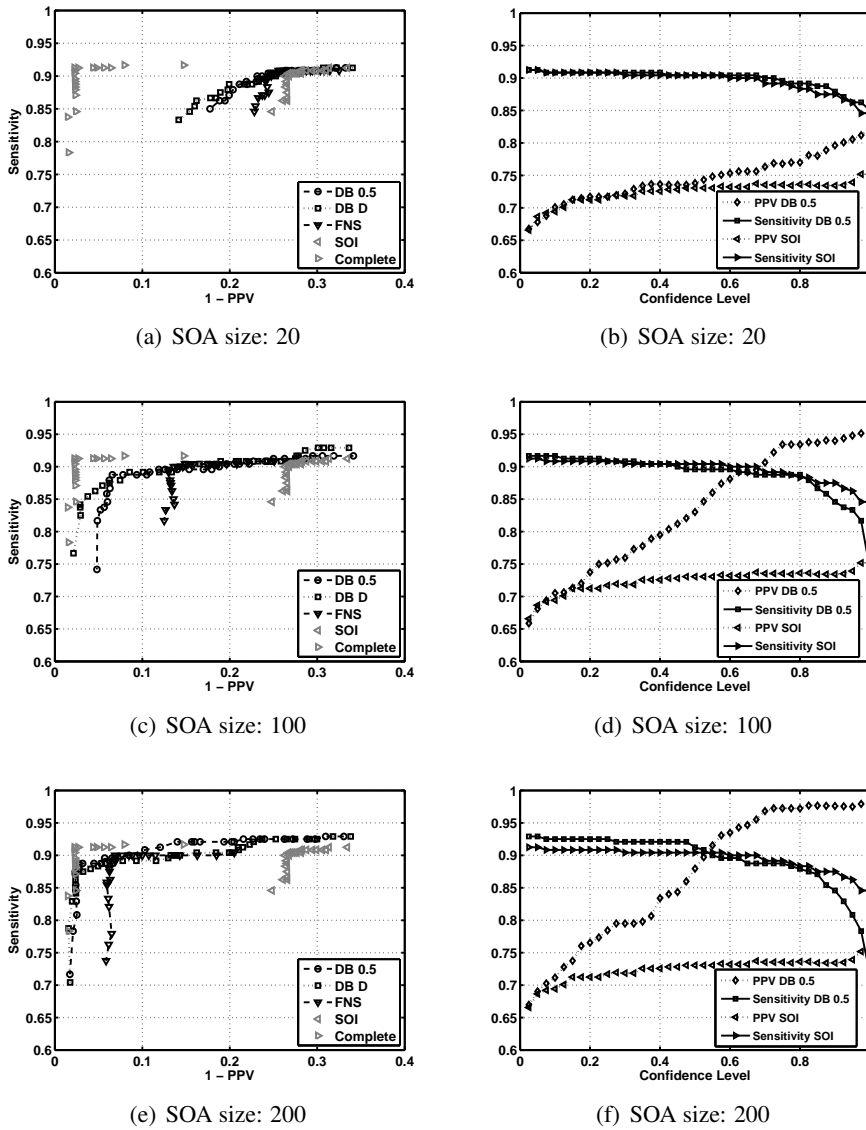 0.95
0.9
0.85
0.8
0.75
0.7
0.65
0.6
0 0.1 0.2 0.3 0.4
Sensitivity
1 − PPV
DB 0.5
DB D
FNS
SOI
Complete
(a) SOA size: 20
1
0.95
0.9
0.85
0.8
0.75
0.7
0.65
0.6
0 0.2 0.4 0.6 0.8
Confidence Level
PPV DB 0.5
Sensitivity DB 0.5
PPV SOI
Sensitivity SOI
(b) SOA size: 20
1
0.95
0.9
0.85
0.8
0.75
0.7
0.65
0.6
0 0.1 0.2 0.3 0.4
Sensitivity
1 − PPV
DB 0.5
DB D
FNS
SOI
Complete
(c) SOA size: 100
1
0.95
0.9
0.85
0.8
0.75
0.7
0.65
0.6
0 0.2 0.4 0.6 0.8
Confidence Level
PPV DB 0.5
Sensitivity DB 0.5
PPV SOI
Sensitivity SOI
(d) SOA size: 100
1
0.95
0.9
0.85
0.8
0.75
0.7
0.65
0.6
0 0.1 0.2 0.3 0.4
Sensitivity
1 − PPV
DB 0.5
DB D
FNS
SOI
Complete
(e) SOA size: 200
1
0.95
0.9
0.85
0.8
0.75
0.7
0.65
0.6
0 0.2 0.4 0.6 0.8
Confidence Level
PPV DB 0.5
Sensitivity DB 0.5
PPV SOI
Sensitivity SOI
(f) SOA size: 200